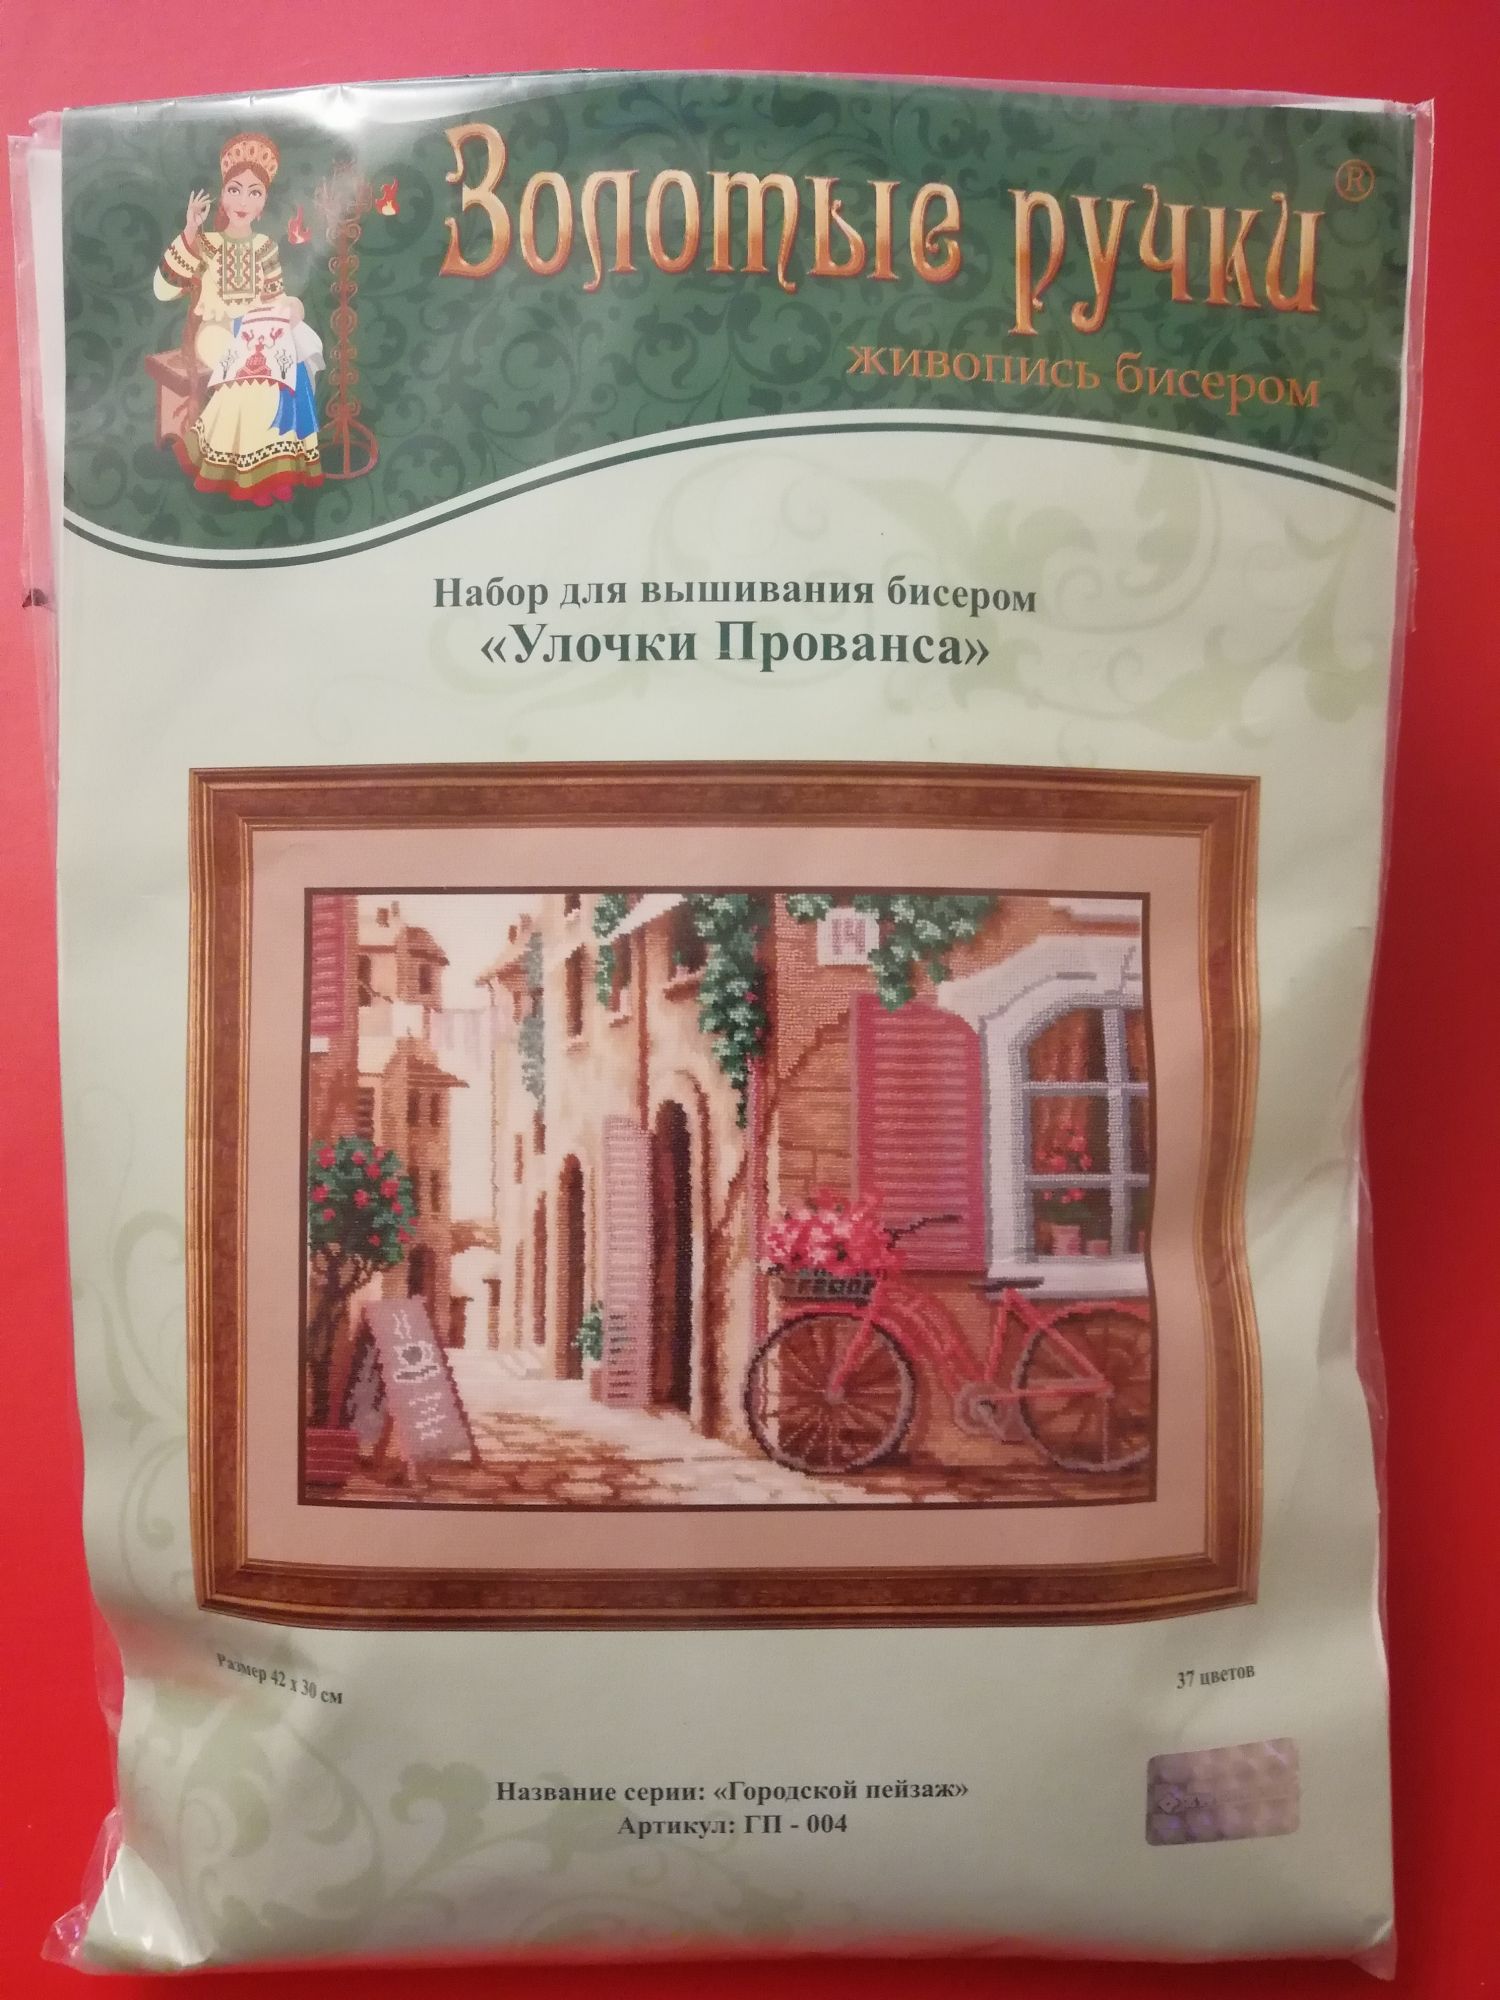 Золотые ручки ®
живопись бисером
Набор для вышивания бисером
«Улочки Прованса»
14
Размер 42 х 30 см
37 цветов
Название серии: «Городской пейзаж»
Артикул: ГП - 004